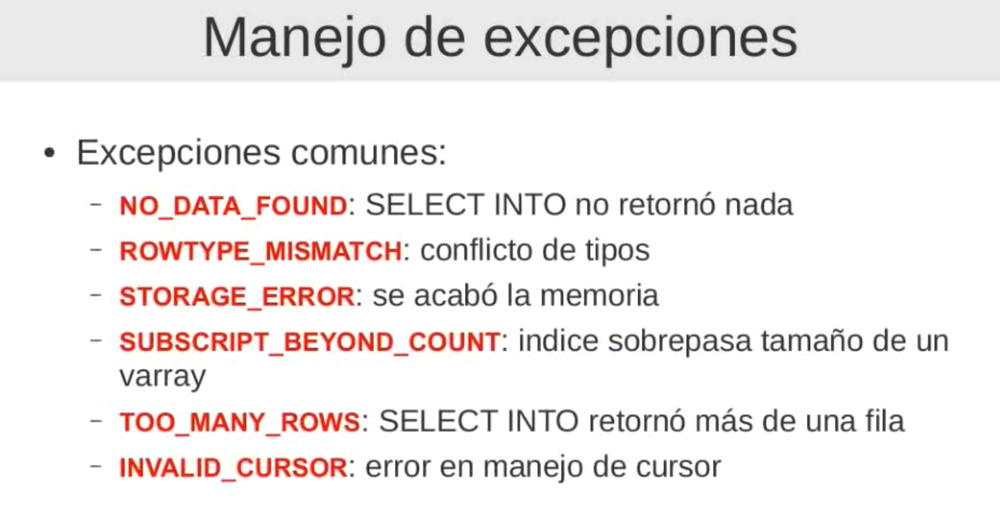 Manejo de excepciones
• Excepciones comunes:
– NO_DATA_FOUND: SELECT INTO no retornó nada
– ROWTYPE_MISMATCH: conflicto de tipos
– STORAGE_ERROR: se acabó la memoria
– SUBSCRIPT_BEYOND_COUNT: indice sobrepasa tamaño de un
varray
– TOO_MANY_ROWS: SELECT INTO retornó más de una fila
– INVALID_CURSOR: error en manejo de cursor